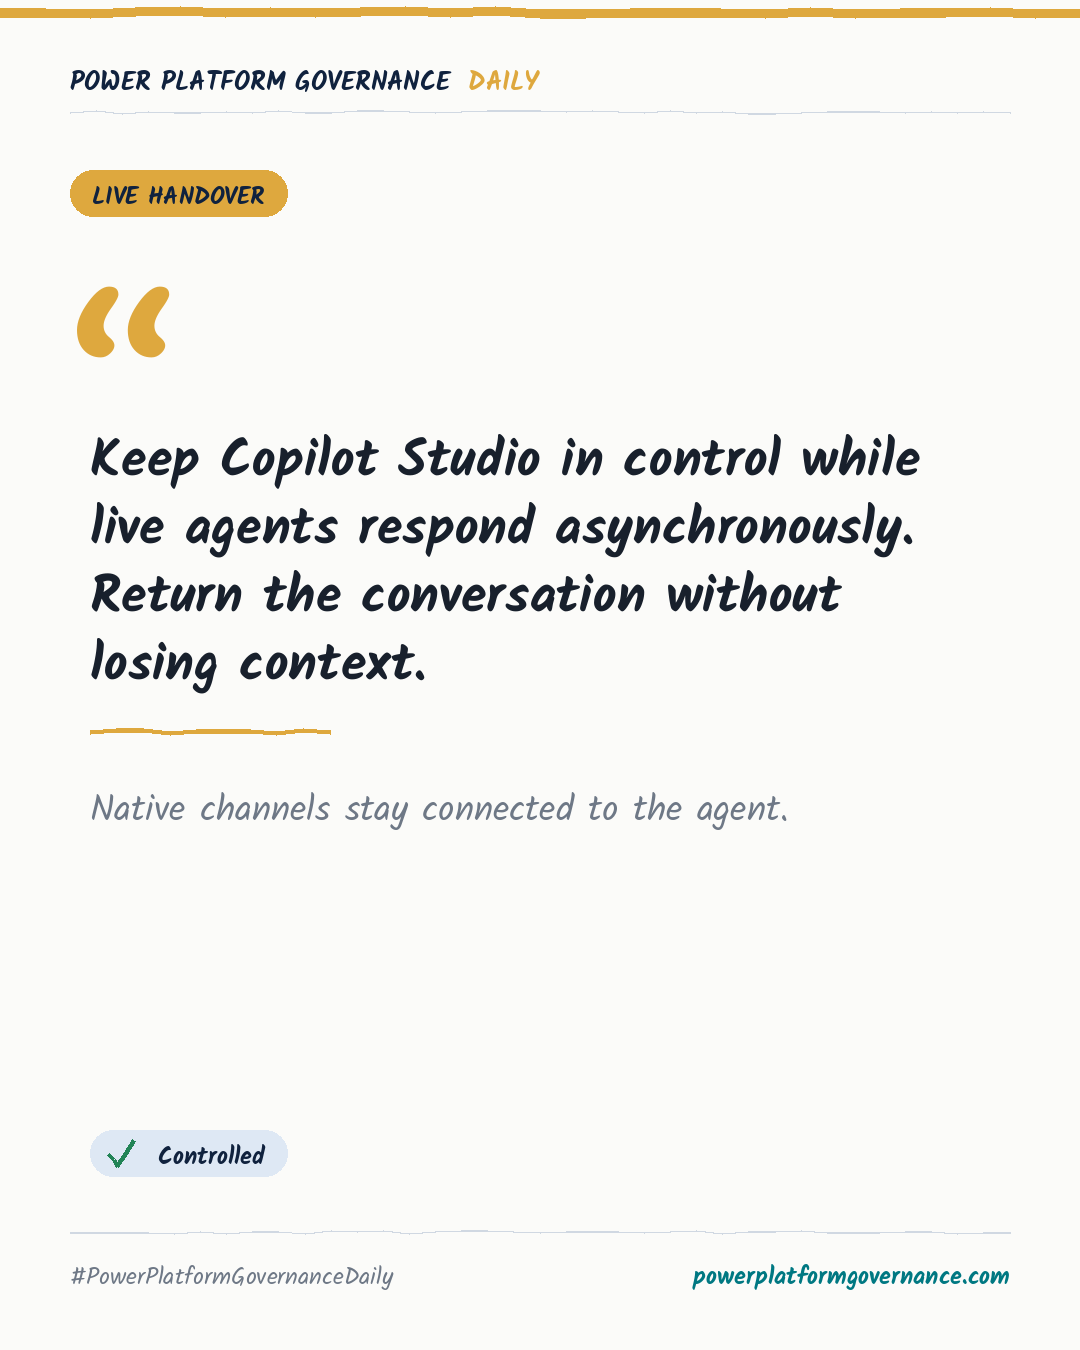 POWER PLATFORM GOVERNANCE DAILY
LIVE HANDOVER
“
Keep Copilot Studio in control while
live agents respond asynchronously.
Return the conversation without
losing context.
Native channels stay connected to the agent.
Controlled
#PowerPlatformGovernanceDaily
powerplatformgovernance.com